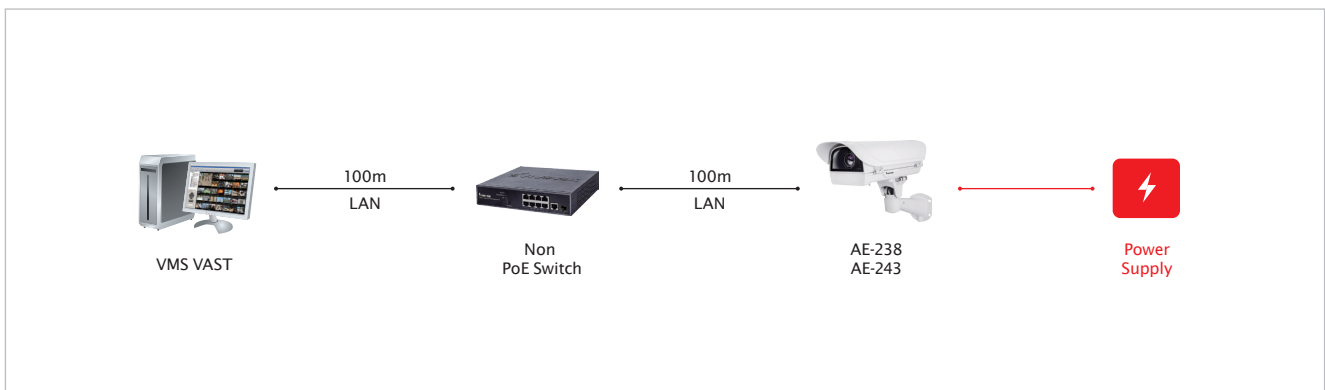 100m
LAN
100m
LAN
VMS VAST
Non
PoE Switch
AE-238
AE-243
Power
Supply